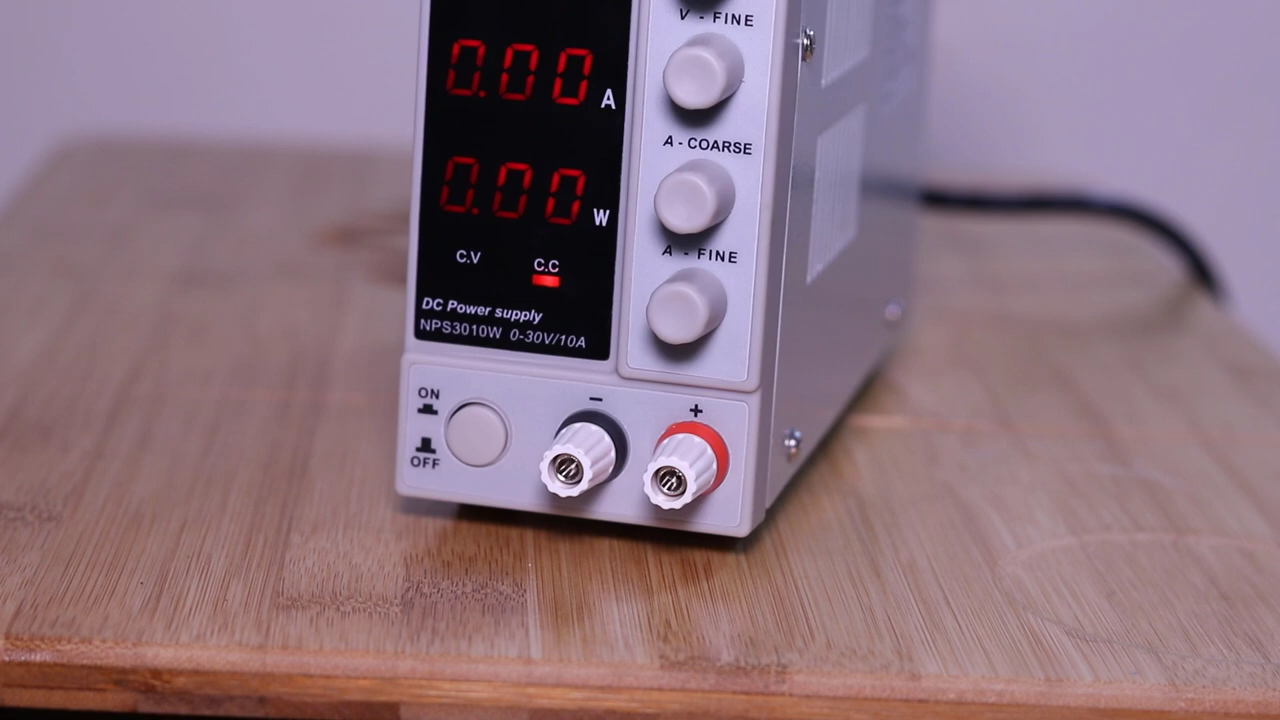 0.00 A
0.00 W
C.V C.C
DC Power supply
NPS3010W 0-30V/10A
V - FINE
A - COARSE
A - FINE
ON
OFF
-
+